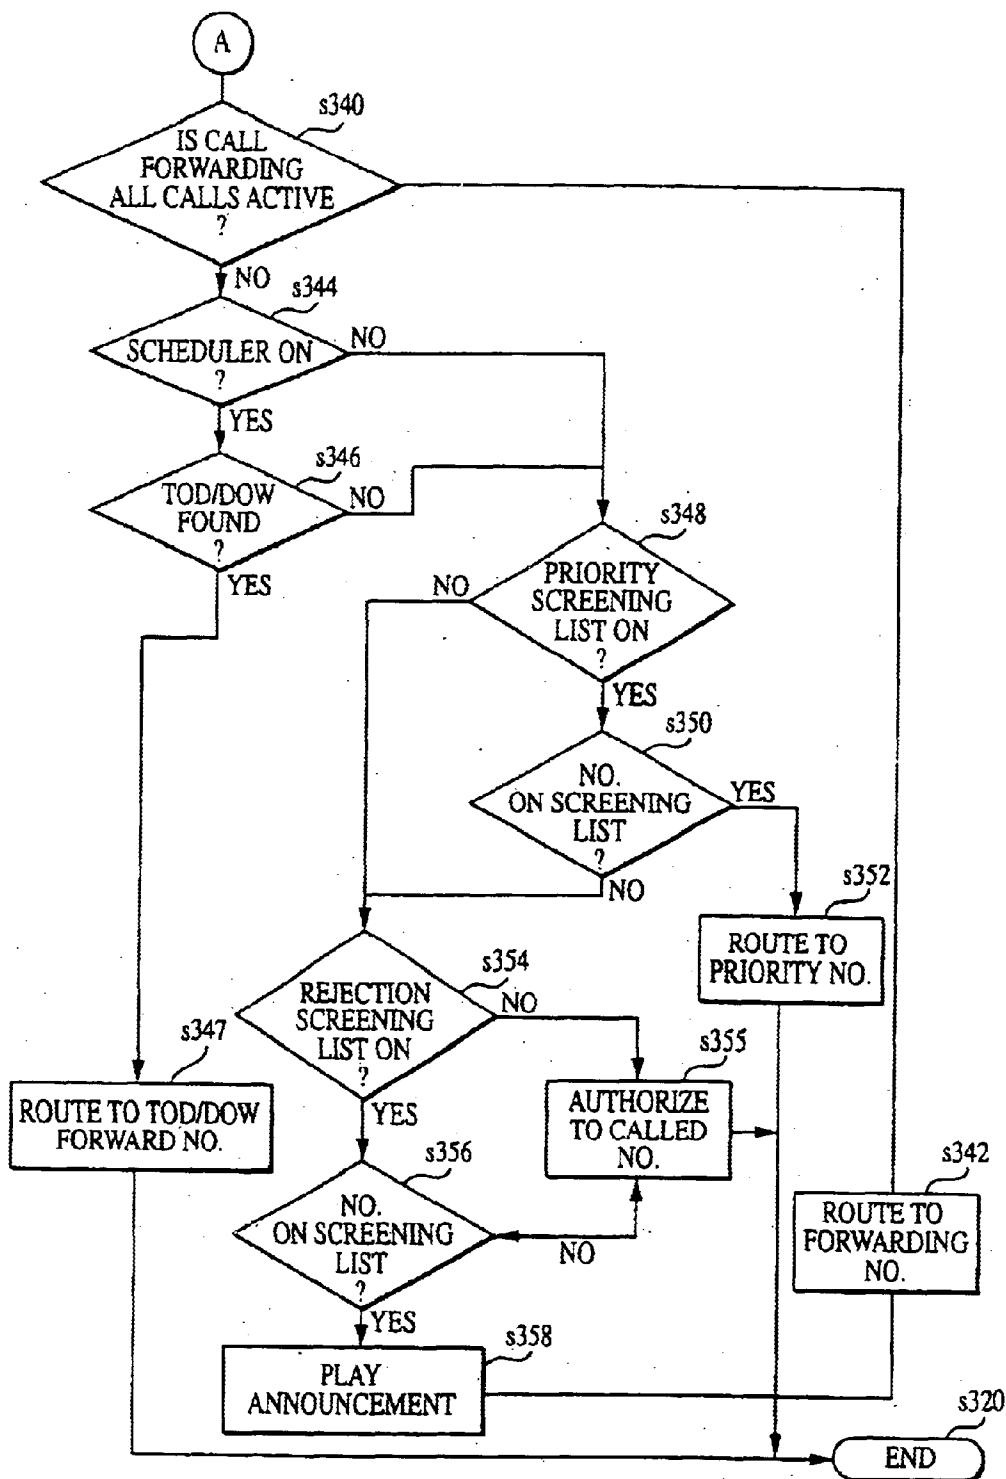 A
s340
IS CALL
FORWARDING
ALL CALLS ACTIVE
?
NO
s344
SCHEDULER ON
?
NO
YES
s346
TOD/DOW
FOUND
?
NO
YES
s348
PRIORITY
SCREENING
LIST ON
?
NO
YES
s350
NO.
ON SCREENING
LIST
?
YES
NO
s352
ROUTE TO
PRIORITY NO.
s354
REJECTION
SCREENING
LIST ON
?
NO
YES
s347
ROUTE TO TOD/DOW
FORWARD NO.
s355
AUTHORIZE
TO CALLED
NO.
s356
NO.
ON SCREENING
LIST
?
NO
YES
s342
ROUTE TO
FORWARDING
NO.
s358
PLAY
ANNOUNCEMENT
s320
END